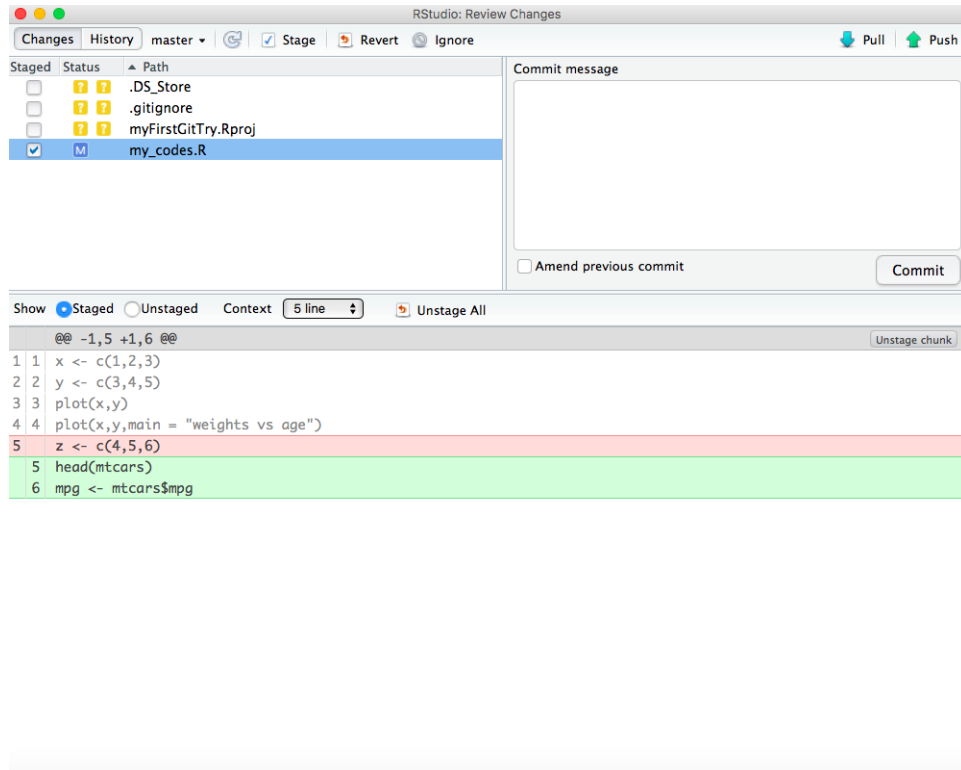 RStudio: Review Changes
Changes History master Stage Revert Ignore Pull Push
Staged Status Path
? ? .DS_Store
? ? .gitignore
? ? myFirstGitTry.Rproj
M my_codes.R
Commit message
Amend previous commit
Commit
Show Staged Unstaged Context 5 line Unstage All
@@ -1,5 +1,6 @@ Unstage chunk
1 1 x <- c(1,2,3)
2 2 y <- c(3,4,5)
3 3 plot(x,y)
4 4 plot(x,y,main = "weights vs age")
5 z <- c(4,5,6)
5 head(mtcars)
6 mpg <- mtcars$mpg